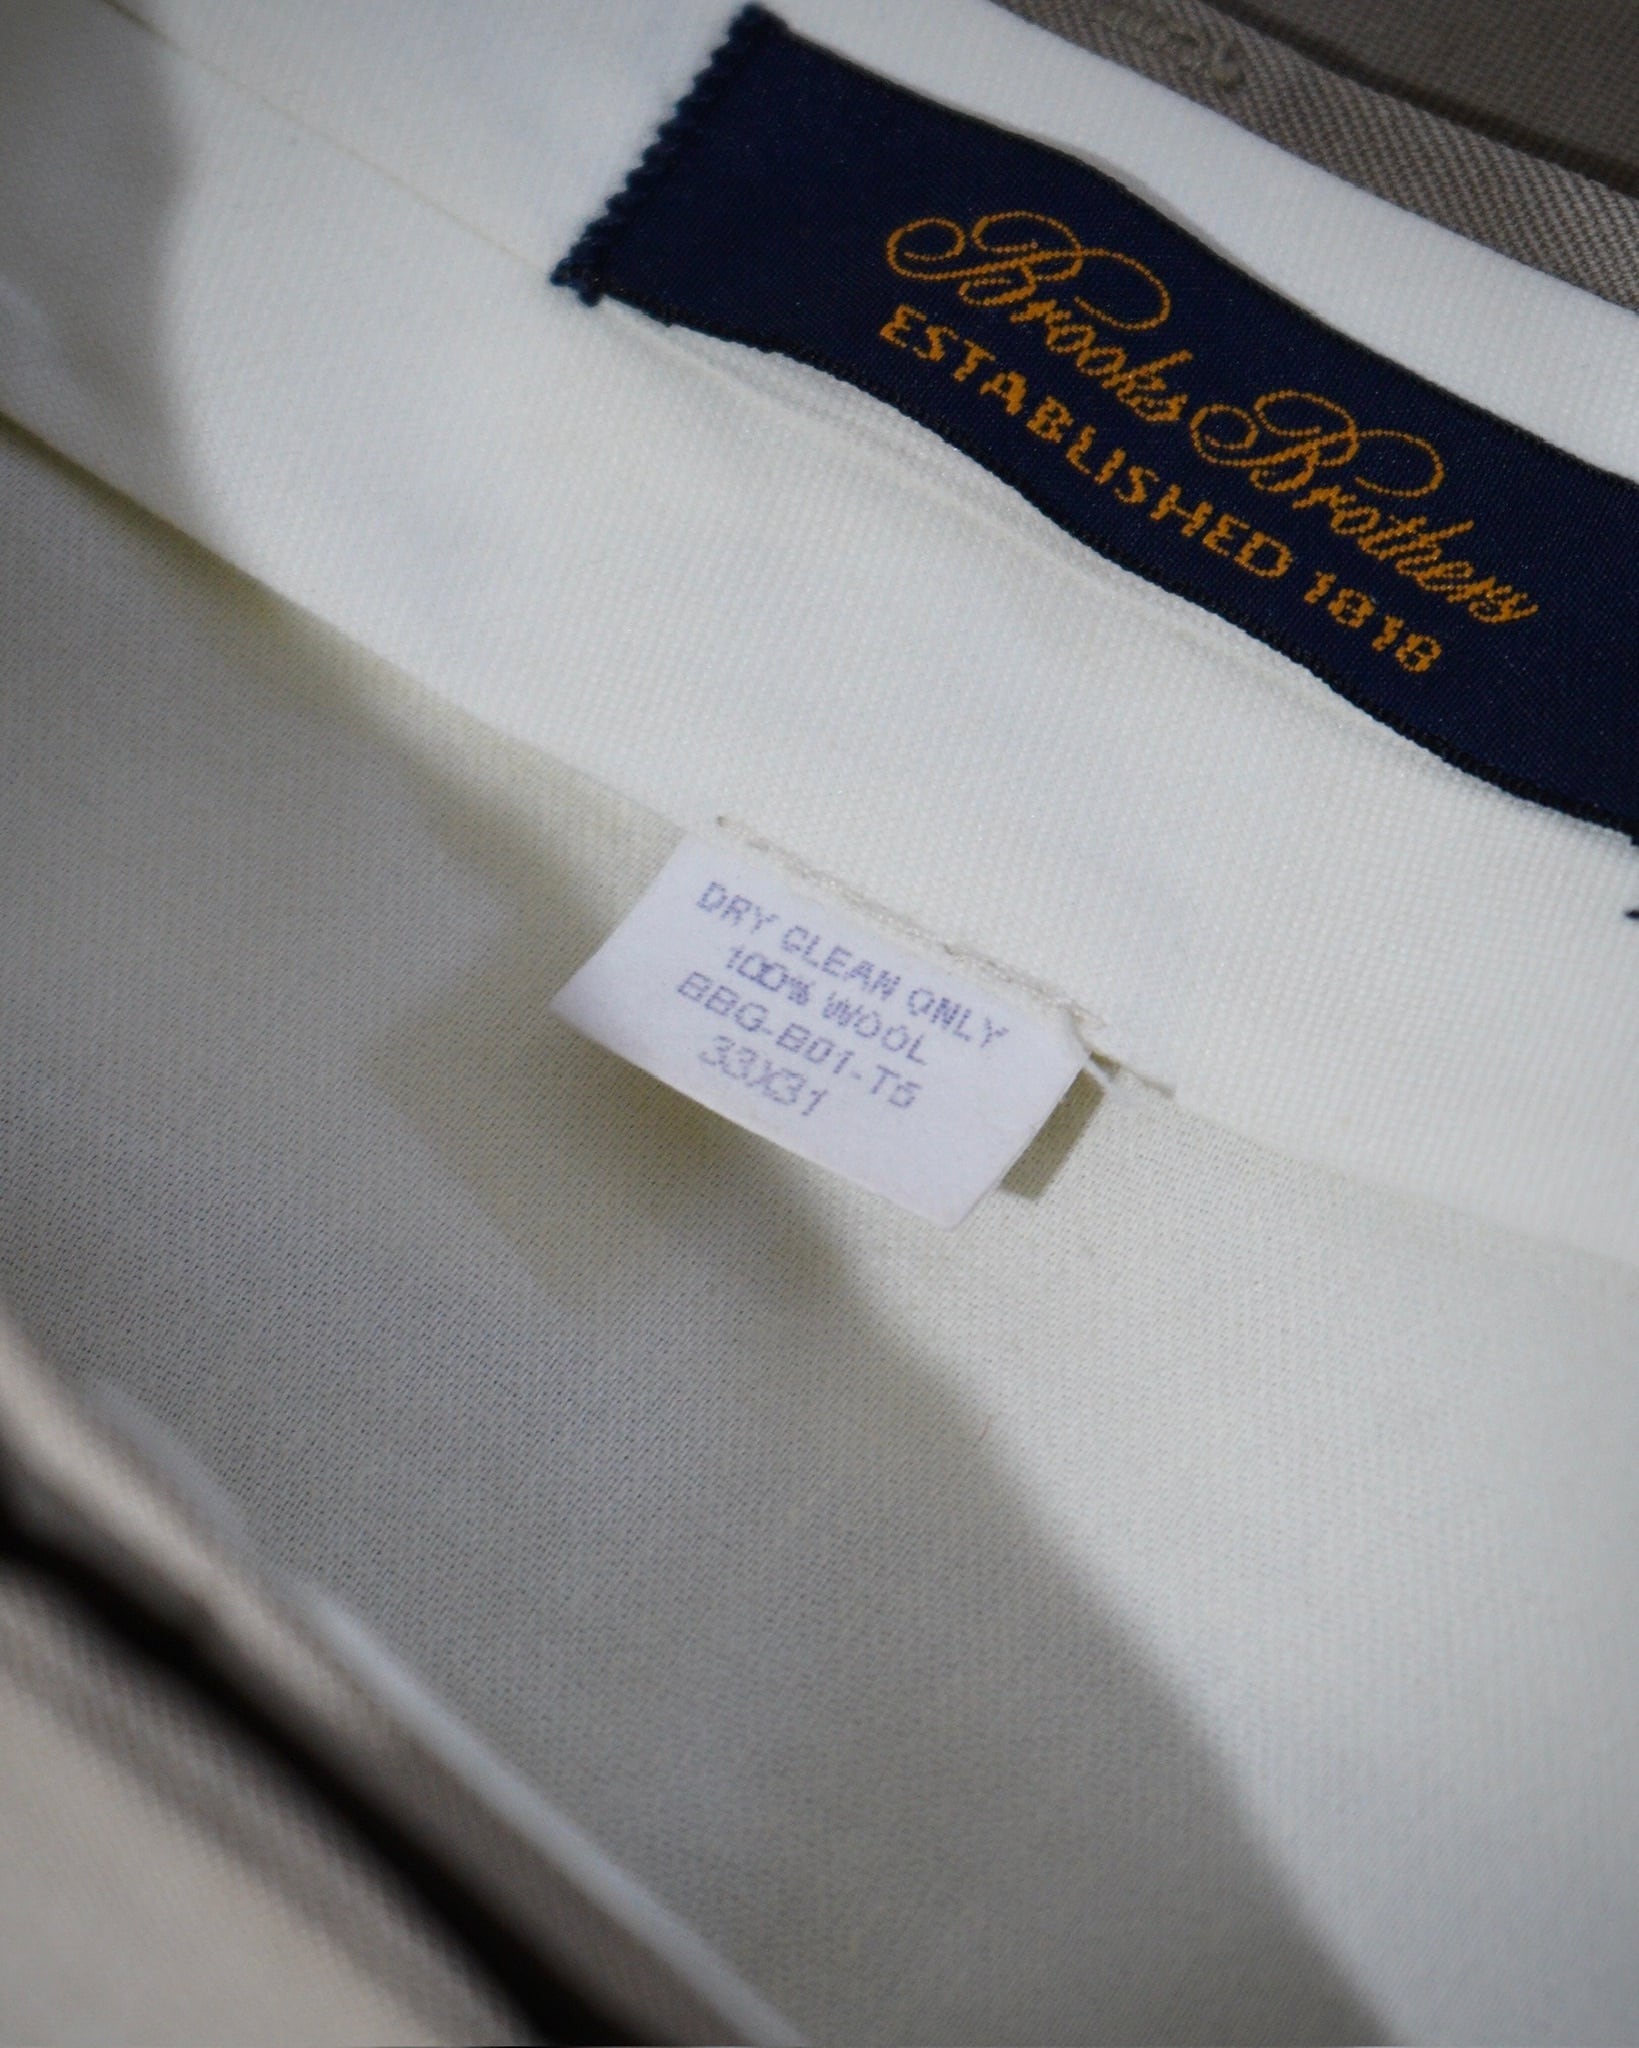 Brooks Brothers
ESTABLISHED 1818
DRY CLEAN ONLY
100% WOOL
BBG-B01-T5
33X31